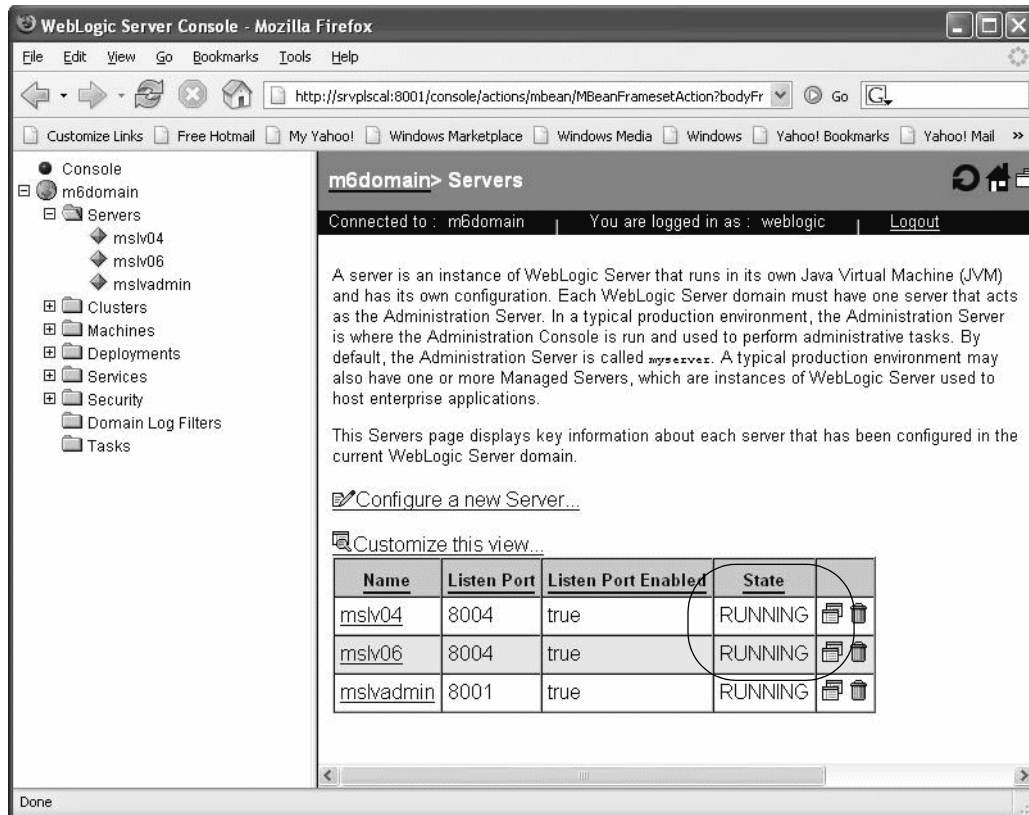 WebLogic Server Console - Mozilla Firefox
File Edit View Go Bookmarks Tools Help
http://srvplscal:8001/console/actions/mbean/MBeanFramesetAction?bodyFr Go G
Customize Links Free Hotmail My Yahoo! Windows Marketplace Windows Media Windows Yahoo! Bookmarks Yahoo! Mail »
Console
m6domain
Servers
mslv04
mslv06
mslvadmin
Clusters
Machines
Deployments
Services
Security
Domain Log Filters
Tasks
m6domain> Servers
Connected to : m6domain | You are logged in as : weblogic | Logout
A server is an instance of WebLogic Server that runs in its own Java Virtual Machine (JVM)
and has its own configuration. Each WebLogic Server domain must have one server that acts
as the Administration Server. In a typical production environment, the Administration Server
is where the Administration Console is run and used to perform administrative tasks. By
default, the Administration Server is called myserver. A typical production environment may
also have one or more Managed Servers, which are instances of WebLogic Server used to
host enterprise applications.
This Servers page displays key information about each server that has been configured in the
current WebLogic Server domain.
Configure a new Server...
Customize this view...
Name Listen Port Listen Port Enabled State
mslv04 8004 true RUNNING
mslv06 8004 true RUNNING
mslvadmin 8001 true RUNNING
Done